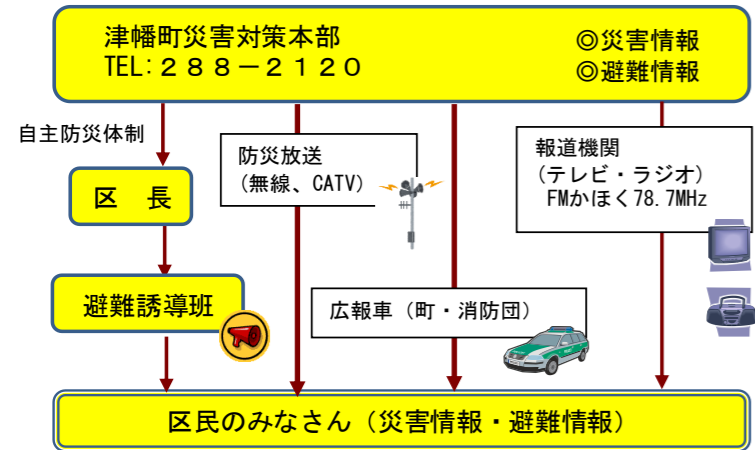 津幡町災害対策本部
TEL:２８８－２１２０
◎災害情報
◎避難情報
自主防災体制
区　長
避難誘導班
防災放送
(無線、CATV)
広報車（町・消防団）
報道機関
(テレビ・ラジオ)
FMかほく78.7MHz
区民のみなさん（災害情報・避難情報）